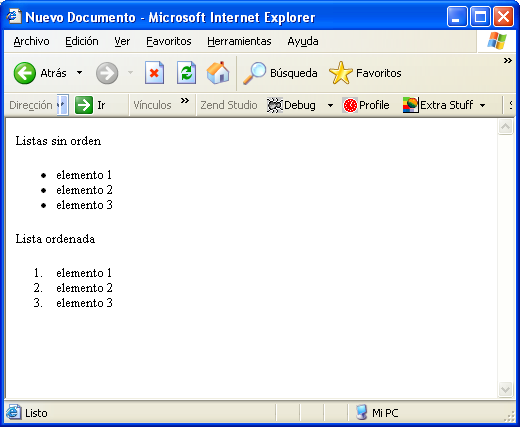 Nuevo Documento - Microsoft Internet Explorer
Archivo Edición Ver Favoritos Herramientas Ayuda
Atrás Búsqueda Favoritos
Dirección Ir Vínculos Zend Studio Debug Profile Extra Stuff
Listas sin orden
• elemento 1
• elemento 2
• elemento 3
Lista ordenada
1. elemento 1
2. elemento 2
3. elemento 3
Listo Mi PC